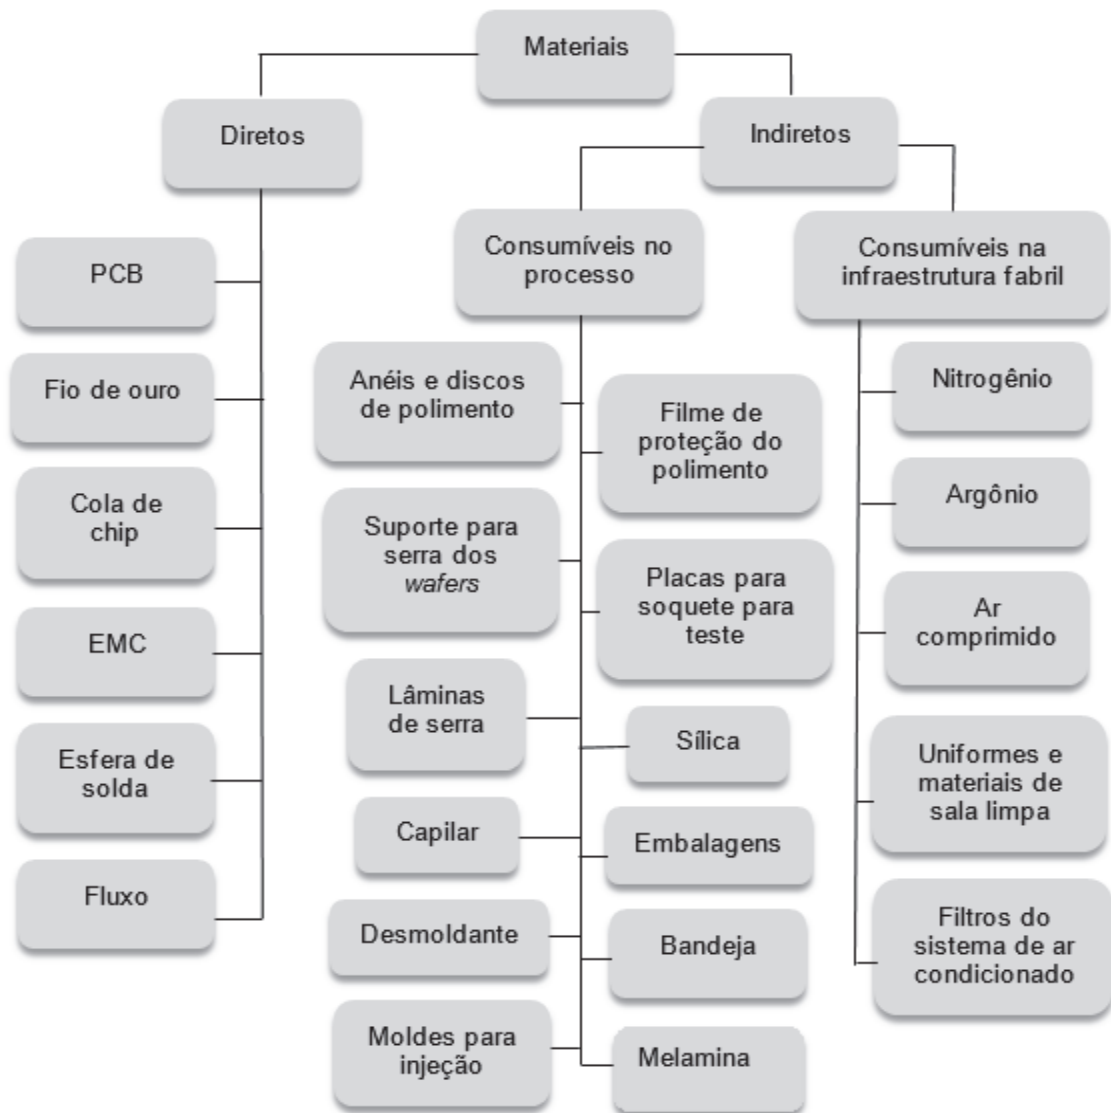 Materiais
Diretos
Indiretos
PCB
Fio de ouro
Cola de
chip
EMC
Esfera de
solda
Fluxo
Consumíveis no
processo
Anéis e discos
de polimento
Filme de
proteção do
polimento
Suporte para
serra dos
wafers
Placas para
soquete para
teste
Lâminas
de serra
Sílica
Capilar
Embalagens
Desmoldante
Bandeja
Moldes para
injeção
Melamina
Consumíveis na
infraestrutura fabril
Nitrogênio
Argônio
Ar
comprimido
Uniformes e
materiais de
sala limpa
Filtros do
sistema de ar
condicionado